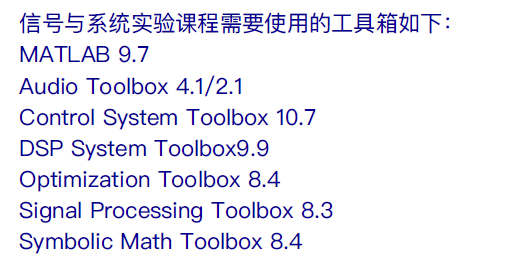 信号与系统实验课程需要使用的工具箱如下：
MATLAB 9.7
Audio Toolbox 4.1/2.1
Control System Toolbox 10.7
DSP System Toolbox9.9
Optimization Toolbox 8.4
Signal Processing Toolbox 8.3
Symbolic Math Toolbox 8.4